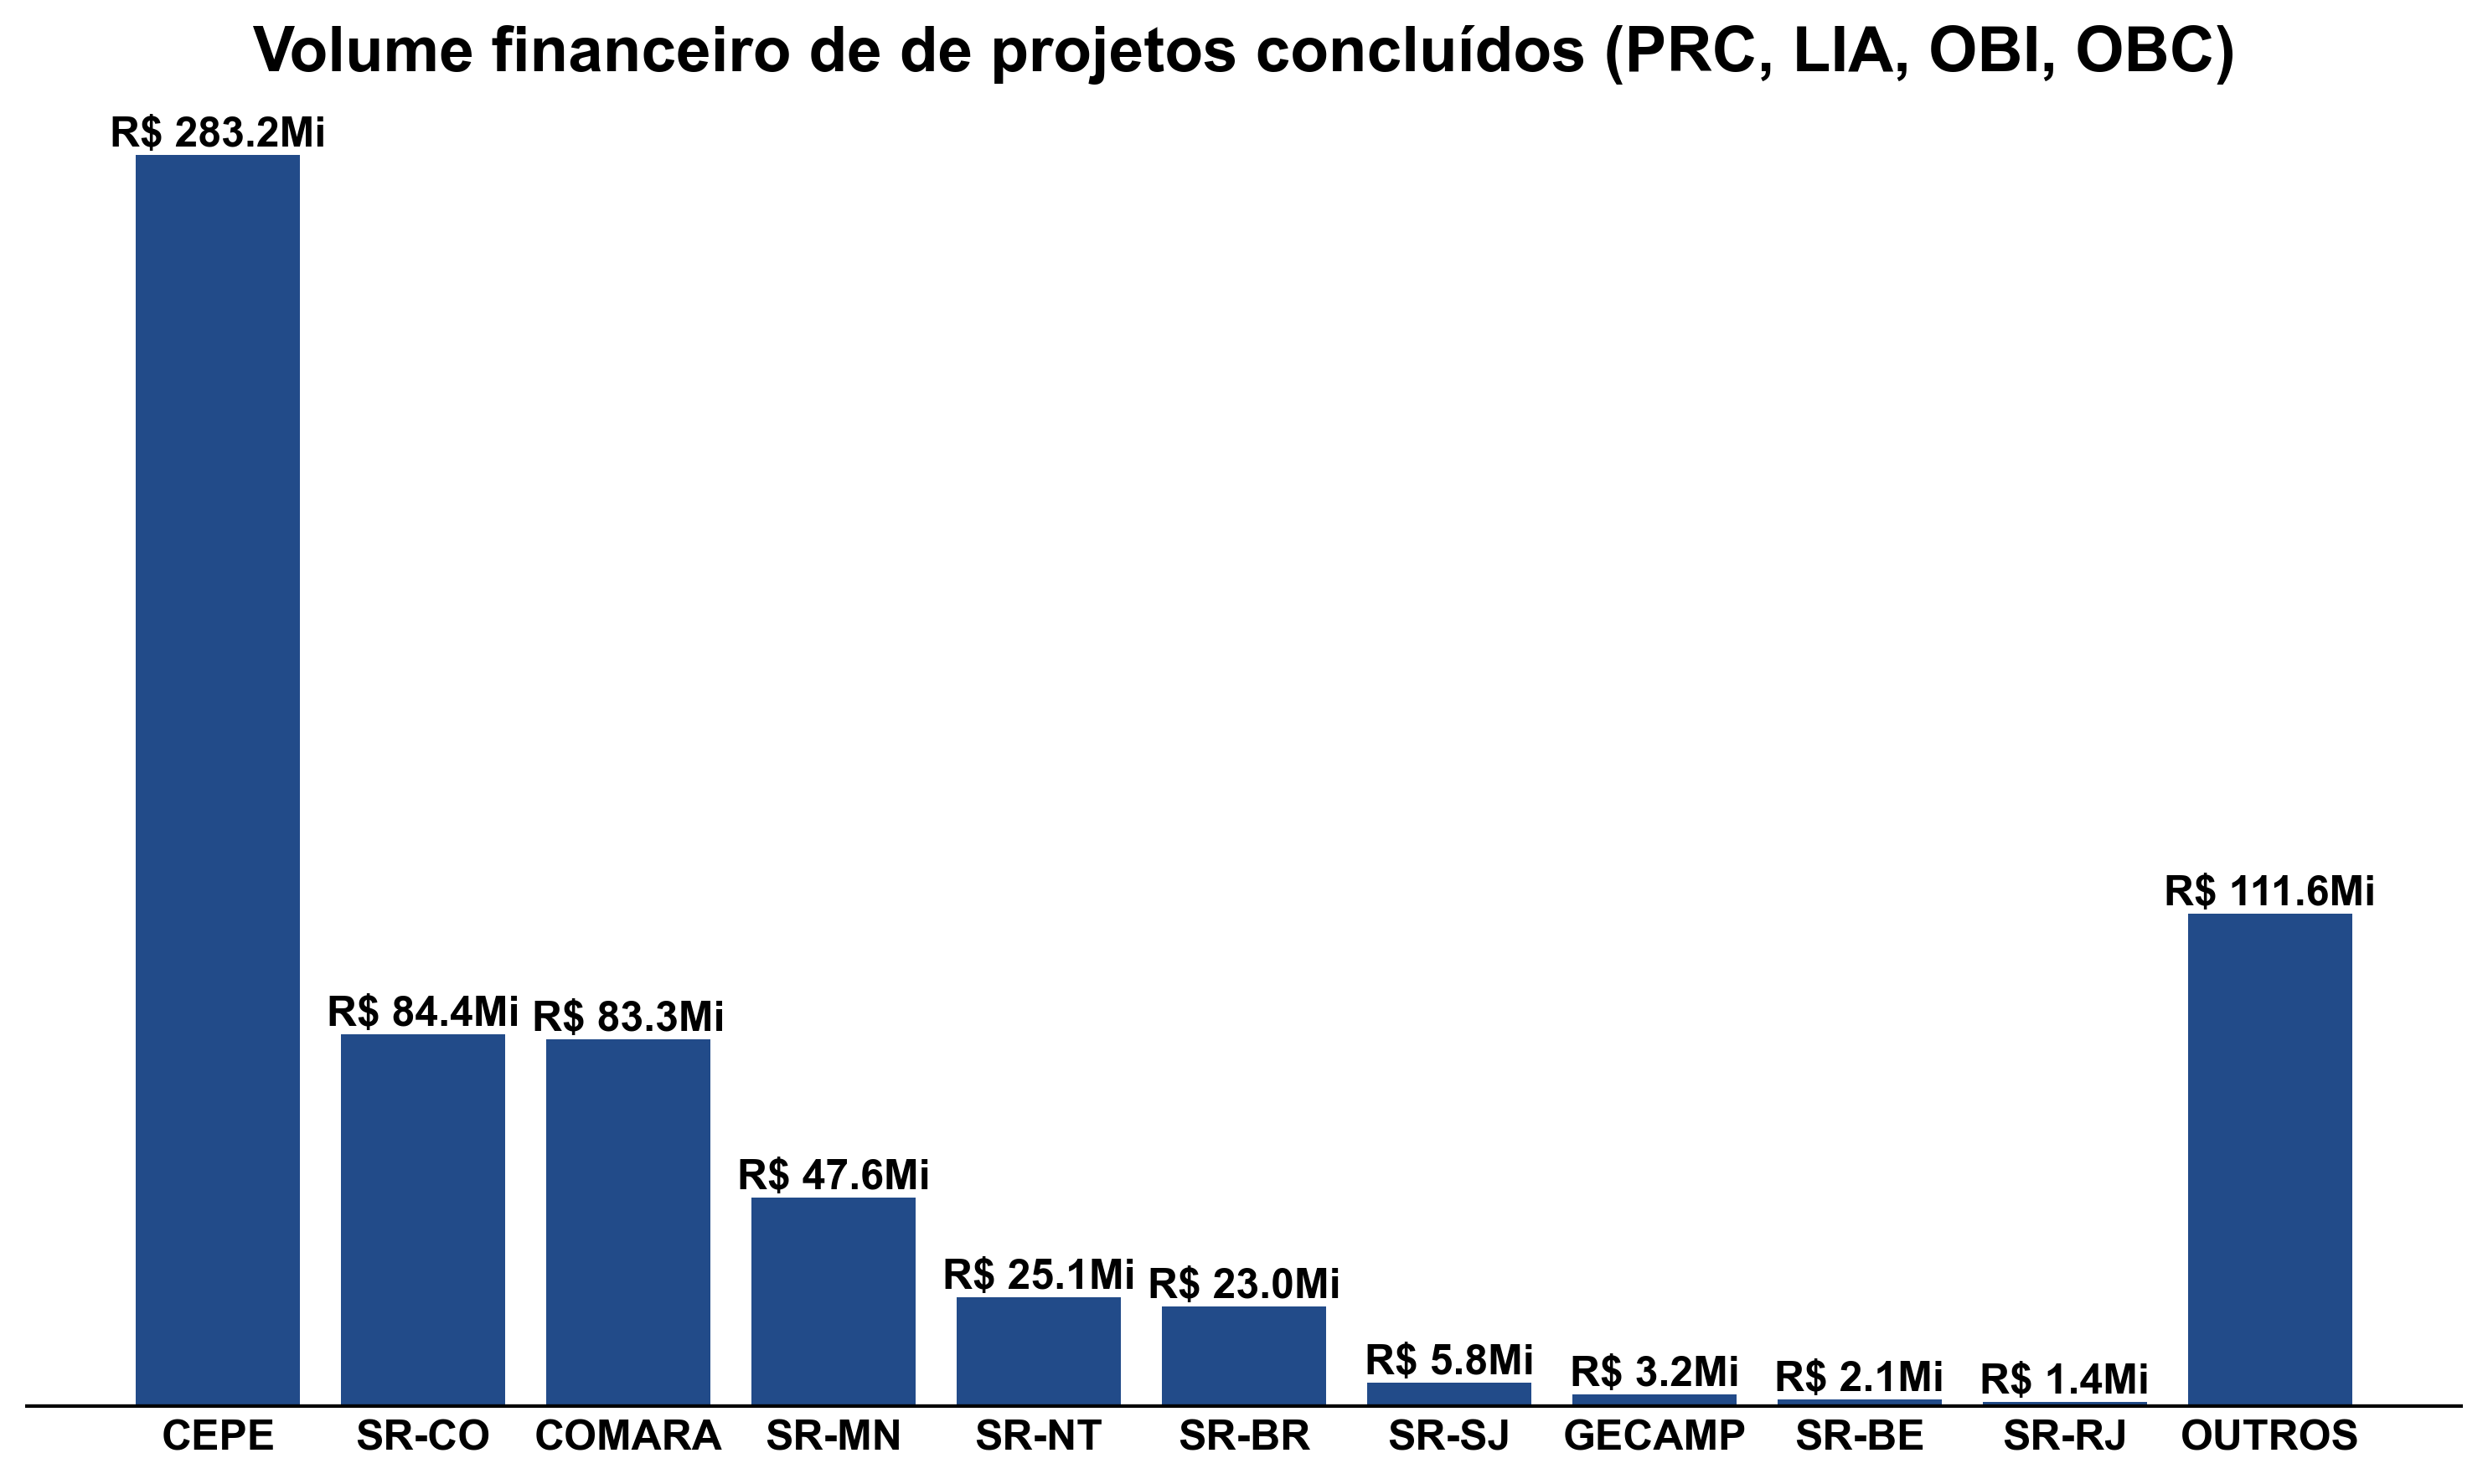 Volume financeiro de de projetos concluídos (PRC, LIA, OBI, OBC)
R$ 283.2Mi
R$ 84.4Mi
R$ 83.3Mi
R$ 47.6Mi
R$ 25.1Mi
R$ 23.0Mi
R$ 5.8Mi
R$ 3.2Mi
R$ 2.1Mi
R$ 1.4Mi
R$ 111.6Mi
CEPE
SR-CO
COMARA
SR-MN
SR-NT
SR-BR
SR-SJ
GECAMP
SR-BE
SR-RJ
OUTROS